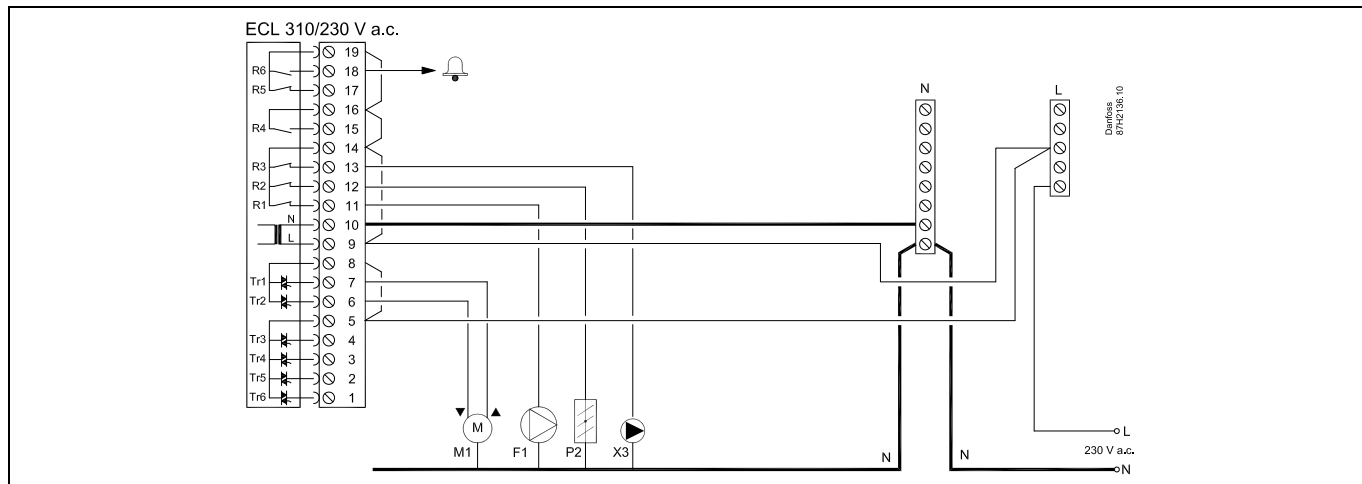 ECL 310/230 V a.c.
19
R6 18
R5 17
16
R4 15
14
R3 13
R2 12
R1 11
N 10
L 9
8
Tr1 7
Tr2 6
5
Tr3 4
Tr4 3
Tr5 2
Tr6 1
N
L
Danfoss
87H2136.10
M
M1 F1 P2 X3
N
N
L
230 V a.c.
N